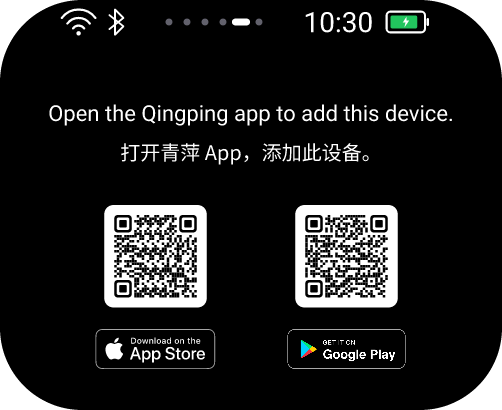 10:30
Open the Qingping app to add this device.
打开青萍 App，添加此设备。
Download on the
App Store
GET IT ON
Google Play